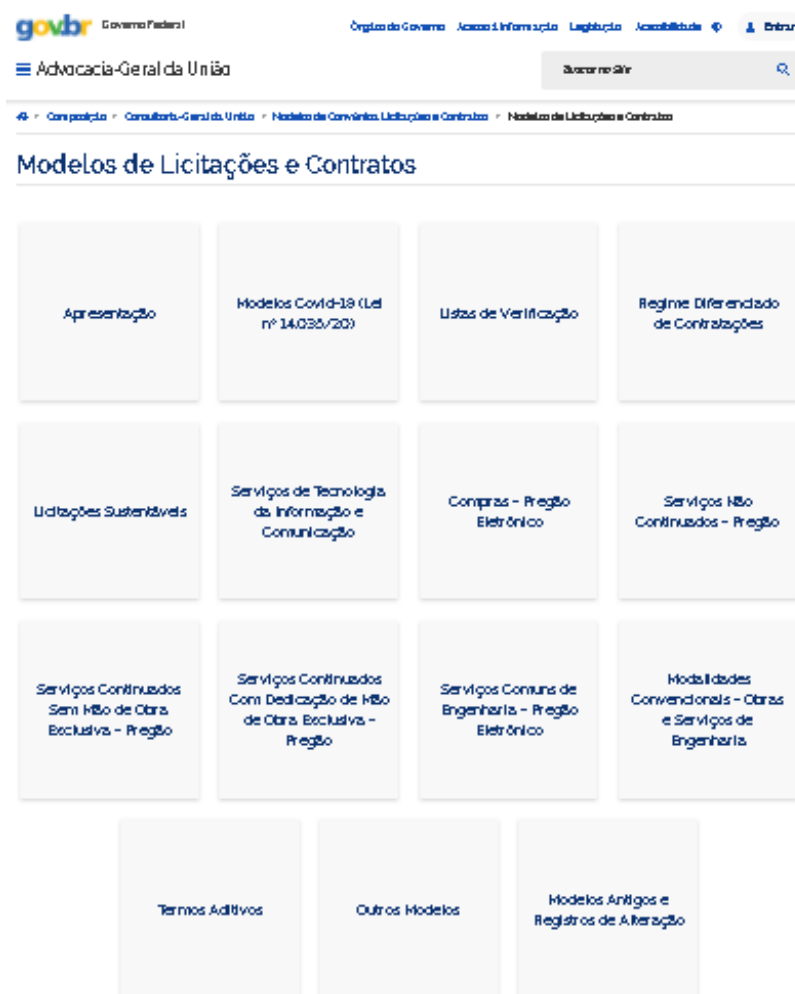 gov.br Governo Federal Órgãos do Governo Acesso à Informação Legislação Acessibilidade Entrar
Advocacia-Geral da União Buscar no Site
Composição Consultoria-Geral da União Modelos de Convênios, Licitações e Contratos Modelos de Licitações e Contratos
Modelos de Licitações e Contratos
Apresentação
Modelos Covid-19 (Lei
nº 14.035/20)
Listas de Verificação
Regime Diferenciado
de Contratações
Licitações Sustentáveis
Serviços de Tecnologia
da Informação e
Comunicação
Compras – Pregão
Eletrônico
Serviços Não
Continuados – Pregão
Serviços Continuados
Sem Mão de Obra
Exclusiva – Pregão
Serviços Continuados
Com Dedicação de Mão
de Obra Exclusiva –
Pregão
Serviços Comuns de
Engenharia – Pregão
Eletrônico
Modalidades
Convencionais – Obras
e Serviços de
Engenharia
Termos Aditivos
Outros Modelos
Modelos Antigos e
Registros de Alteração